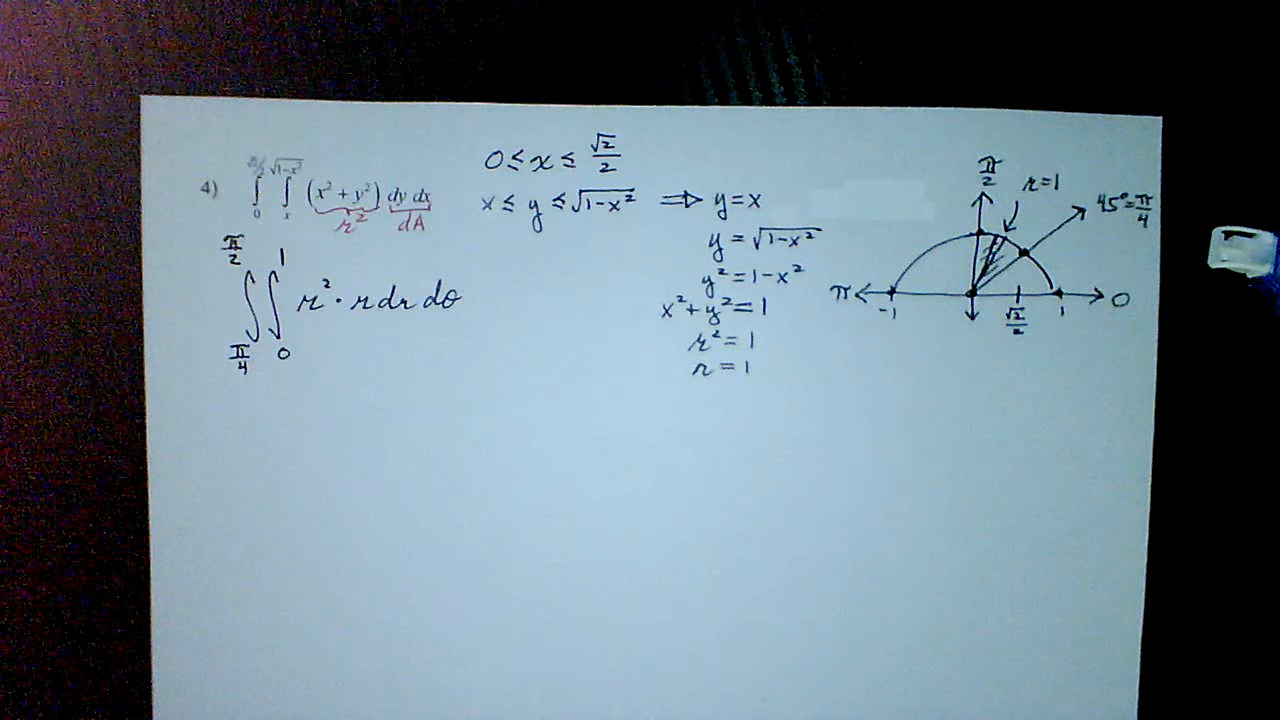 4) ∫₀^(√2/2) ∫ₓ^(√1-x²) (x² + y²) dy dx
r² dA
0 ≤ x ≤ √2/2
x ≤ y ≤ √1-x² ⇒ y = x
y = √1-x²
y² = 1-x²
x² + y² = 1
r² = 1
r = 1
∫_(π/4)^(π/2) ∫₀¹ r² · r dr dθ
π/2
r=1
45° = π/4
π
0
-1
√2/2
1